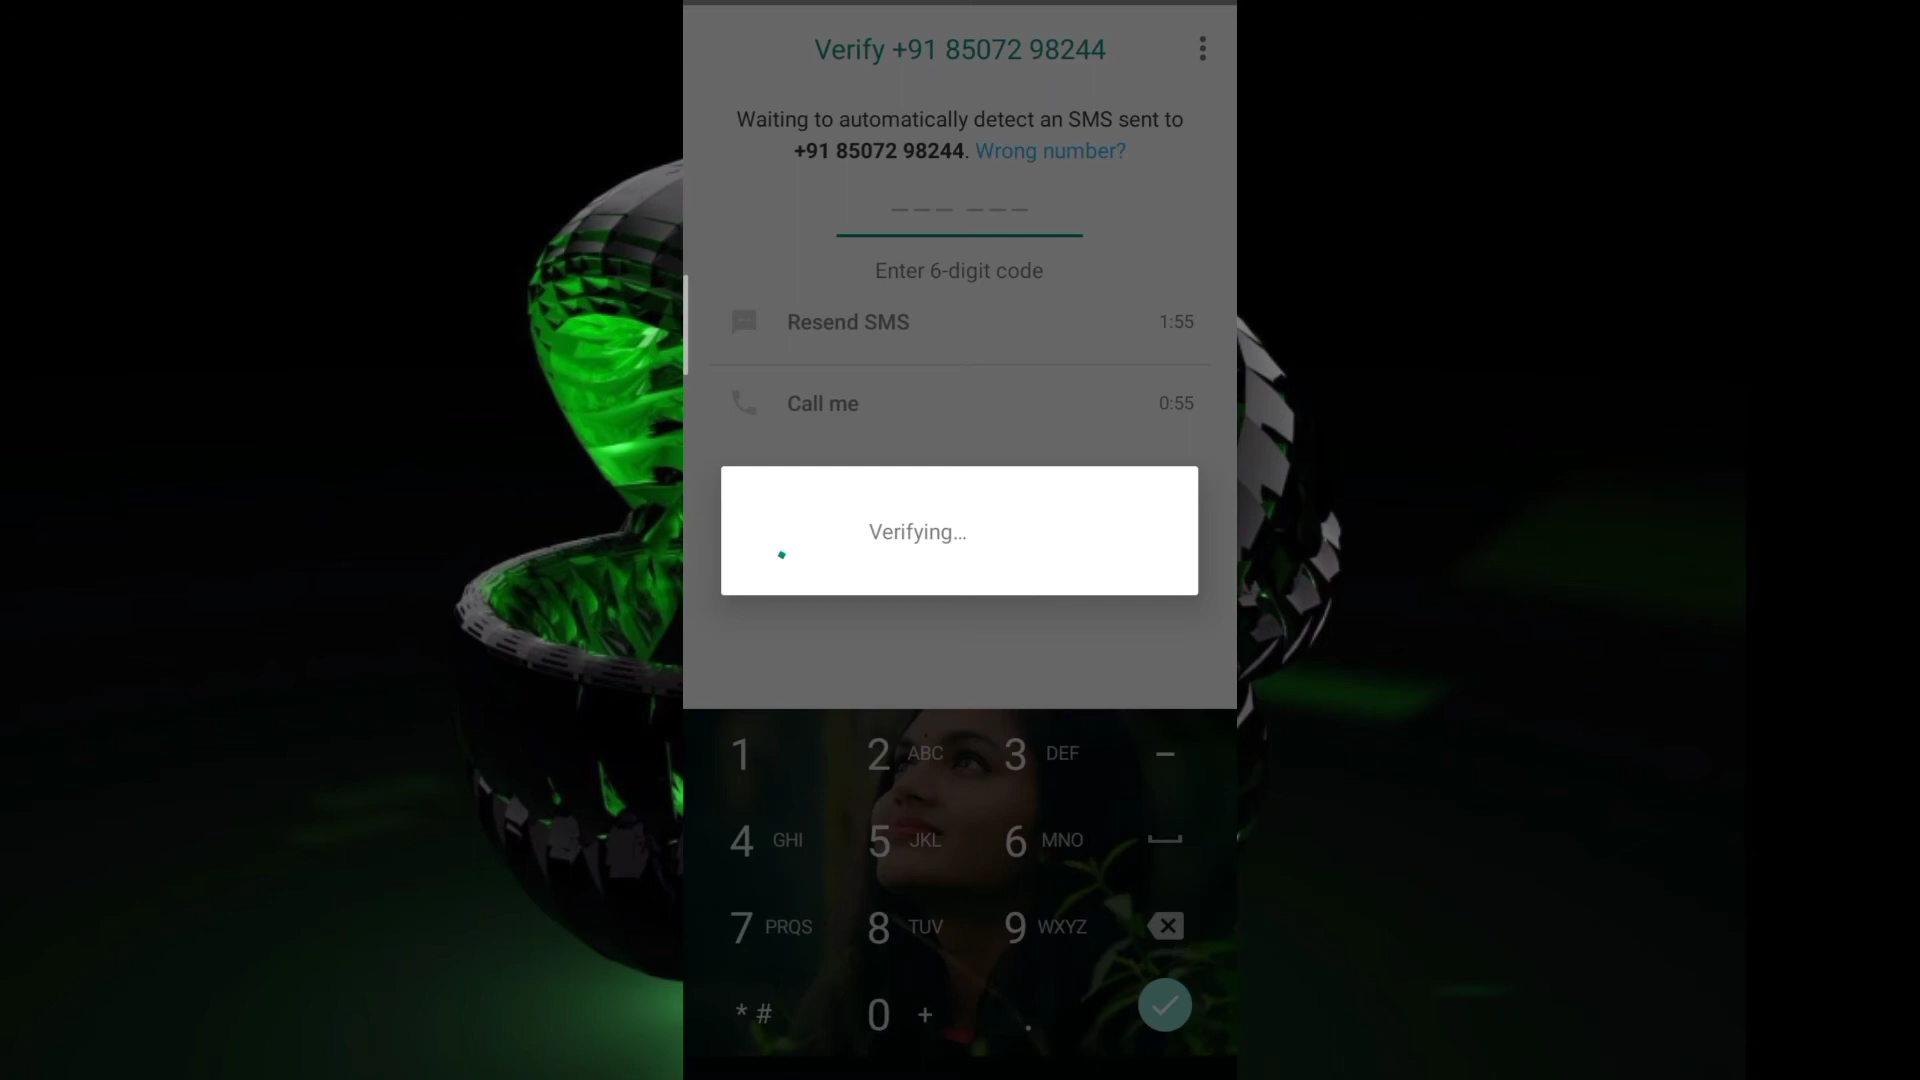 Verify +91 85072 98244
Waiting to automatically detect an SMS sent to
+91 85072 98244. Wrong number?
___ ___
Enter 6-digit code
Resend SMS 1:55
Call me 0:55
Verifying...
1 2 ABC 3 DEF –
4 GHI 5 JKL 6 MNO
7 PRQS 8 TUV 9 WXYZ
* # 0 + .